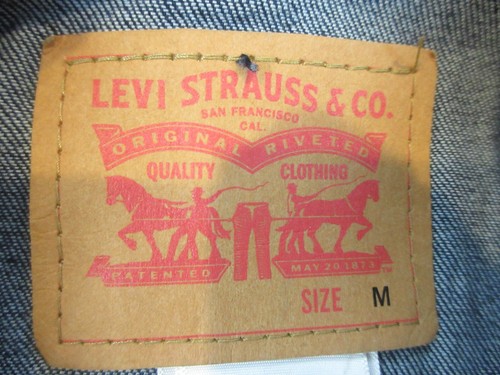 LEVI STRAUSS & CO.
SAN FRANCISCO
CAL.
ORIGINAL RIVETED
QUALITY CLOTHING
PATENTED MAY 20 1873
SIZE M